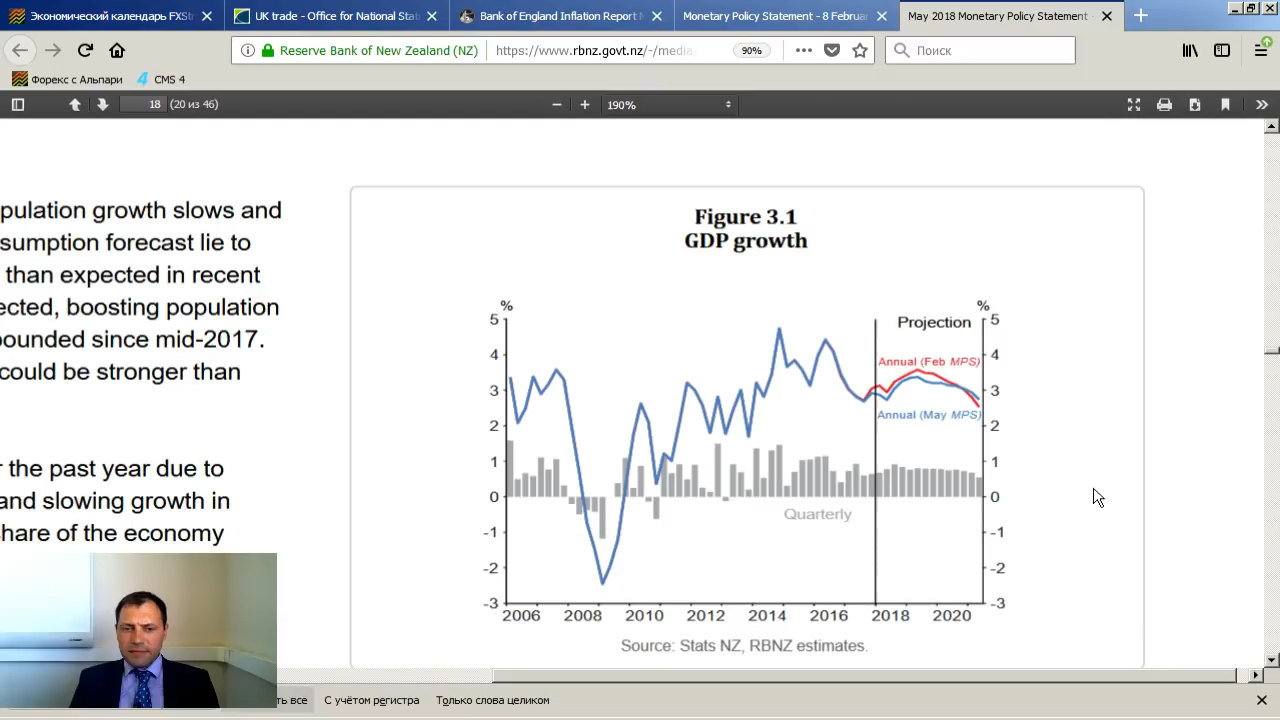 Экономический календарь FXStr
UK trade - Office for National Stat
Bank of England Inflation Report M
Monetary Policy Statement - 8 Februar
May 2018 Monetary Policy Statement -
Reserve Bank of New Zealand (NZ)
https://www.rbnz.govt.nz/-/media
90%
Поиск
Форекс с Альпари
4 CMS 4
18
(20 из 46)
190%
pulation growth slows and
sumption forecast lie to
than expected in recent
ected, boosting population
ounded since mid-2017.
could be stronger than
r the past year due to
and slowing growth in
share of the economy
Figure 3.1
GDP growth
% %
Projection
Annual (Feb MPS)
Annual (May MPS)
Quarterly
5 5
4 4
3 3
2 2
1 1
0 0
-1 -1
-2 -2
-3 -3
2006 2008 2010 2012 2014 2016 2018 2020
Source: Stats NZ, RBNZ estimates.
ть все
С учётом регистра
Только слова целиком